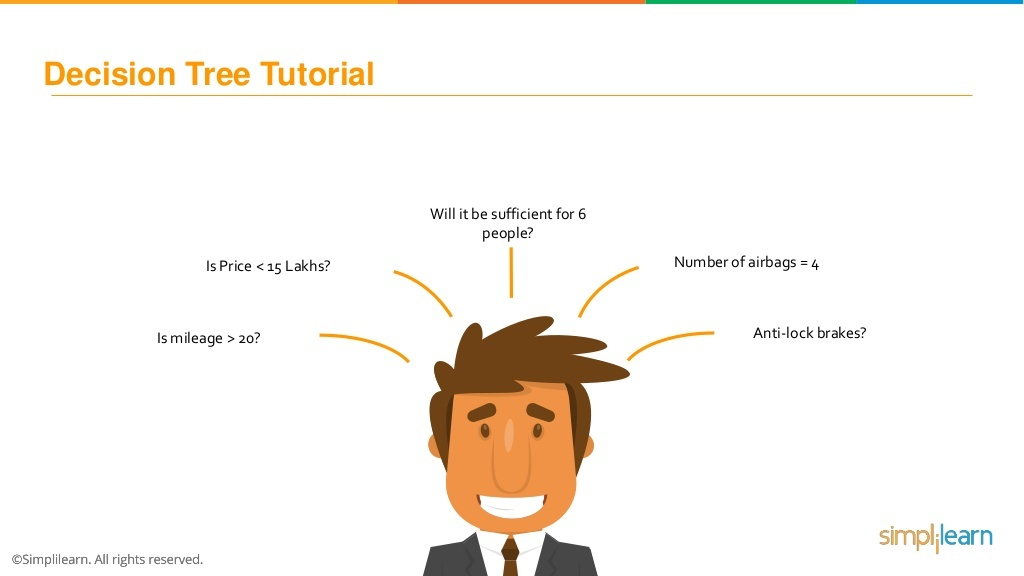 Decision Tree Tutorial
Will it be sufficient for 6
people?
Is Price < 15 Lakhs?
Number of airbags = 4
Is mileage > 20?
Anti-lock brakes?
simplilearn
©Simplilearn. All rights reserved.